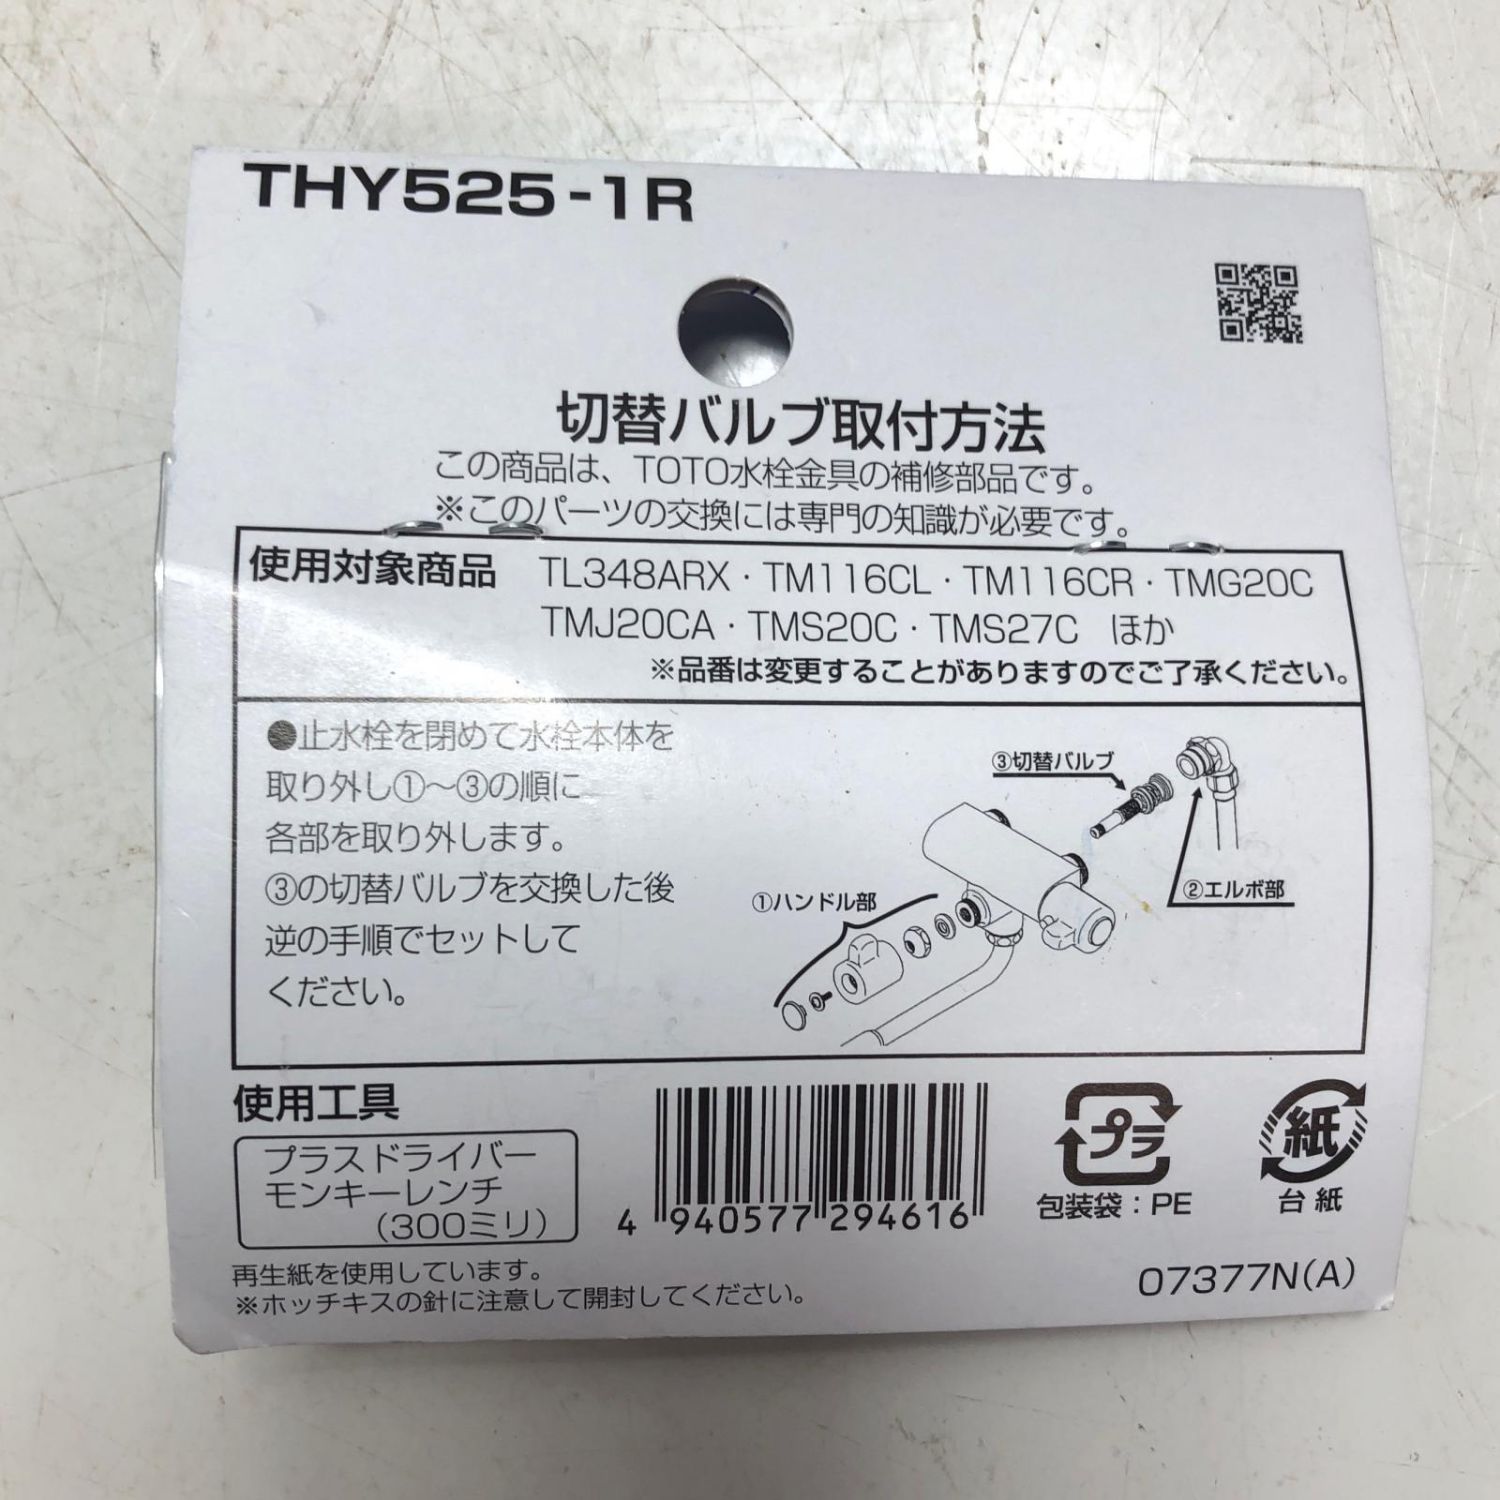 THY525-1R
切替バルブ取付方法
この商品は、TOTO水栓金具の補修部品です。
※このパーツの交換には専門の知識が必要です。
使用対象商品 TL348ARX・TM116CL・TM116CR・TMG20C
TMJ20CA・TMS20C・TMS27C ほか
※品番は変更することがありますのでご了承ください。
●止水栓を閉めて水栓本体を
取り外し①〜③の順に
各部を取り外します。
③の切替バルブを交換した後
逆の手順でセットして
ください。
③切替バルブ
②エルボ部
①ハンドル部
使用工具
プラスドライバー
モンキーレンチ
(300ミリ)
4 940577 294616
プラ
包装袋:PE
紙
台紙
再生紙を使用しています。
※ホッチキスの針に注意して開封してください。
07377N(A)